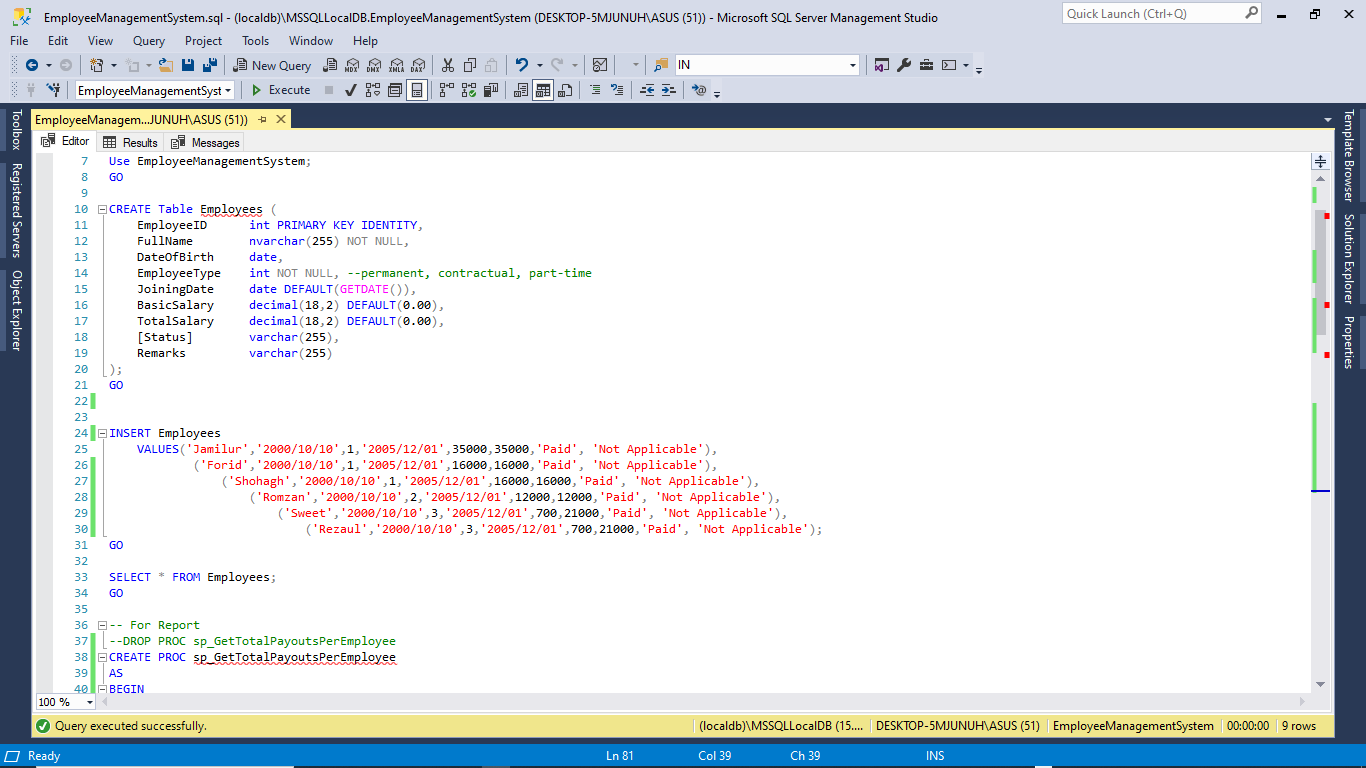 EmployeeManagementSystem.sql - (localdb)\MSSQLLocalDB.EmployeeManagementSystem (DESKTOP-5MJUNUH\ASUS (51)) - Microsoft SQL Server Management Studio
Quick Launch (Ctrl+Q)
File Edit View Query Project Tools Window Help
New Query MDX DMX XMLA DAX IN
EmployeeManagementSyst Execute
EmployeeManagem...JUNUH\ASUS (51))
Editor Results Messages
Toolbox
Registered Servers
Object Explorer
7 Use EmployeeManagementSystem;
8 GO
9
10 CREATE Table Employees (
11 EmployeeID int PRIMARY KEY IDENTITY,
12 FullName nvarchar(255) NOT NULL,
13 DateOfBirth date,
14 EmployeeType int NOT NULL, --permanent, contractual, part-time
15 JoiningDate date DEFAULT(GETDATE()),
16 BasicSalary decimal(18,2) DEFAULT(0.00),
17 TotalSalary decimal(18,2) DEFAULT(0.00),
18 [Status] varchar(255),
19 Remarks varchar(255)
20 );
21 GO
22
23
24 INSERT Employees
25 VALUES('Jamilur','2000/10/10',1,'2005/12/01',35000,35000,'Paid', 'Not Applicable'),
26 ('Forid','2000/10/10',1,'2005/12/01',16000,16000,'Paid', 'Not Applicable'),
27 ('Shohagh','2000/10/10',1,'2005/12/01',16000,16000,'Paid', 'Not Applicable'),
28 ('Romzan','2000/10/10',2,'2005/12/01',12000,12000,'Paid', 'Not Applicable'),
29 ('Sweet','2000/10/10',3,'2005/12/01',700,21000,'Paid', 'Not Applicable'),
30 ('Rezaul','2000/10/10',3,'2005/12/01',700,21000,'Paid', 'Not Applicable');
31 GO
32
33 SELECT * FROM Employees;
34 GO
35
36 -- For Report
37 --DROP PROC sp_GetTotalPayoutsPerEmployee
38 CREATE PROC sp_GetTotalPayoutsPerEmployee
39 AS
40 BEGIN
Template Browser
Solution Explorer
Properties
100 %
Query executed successfully. (localdb)\MSSQLLocalDB (15.... DESKTOP-5MJUNUH\ASUS (51) EmployeeManagementSystem 00:00:00 9 rows
Ready Ln 81 Col 39 Ch 39 INS